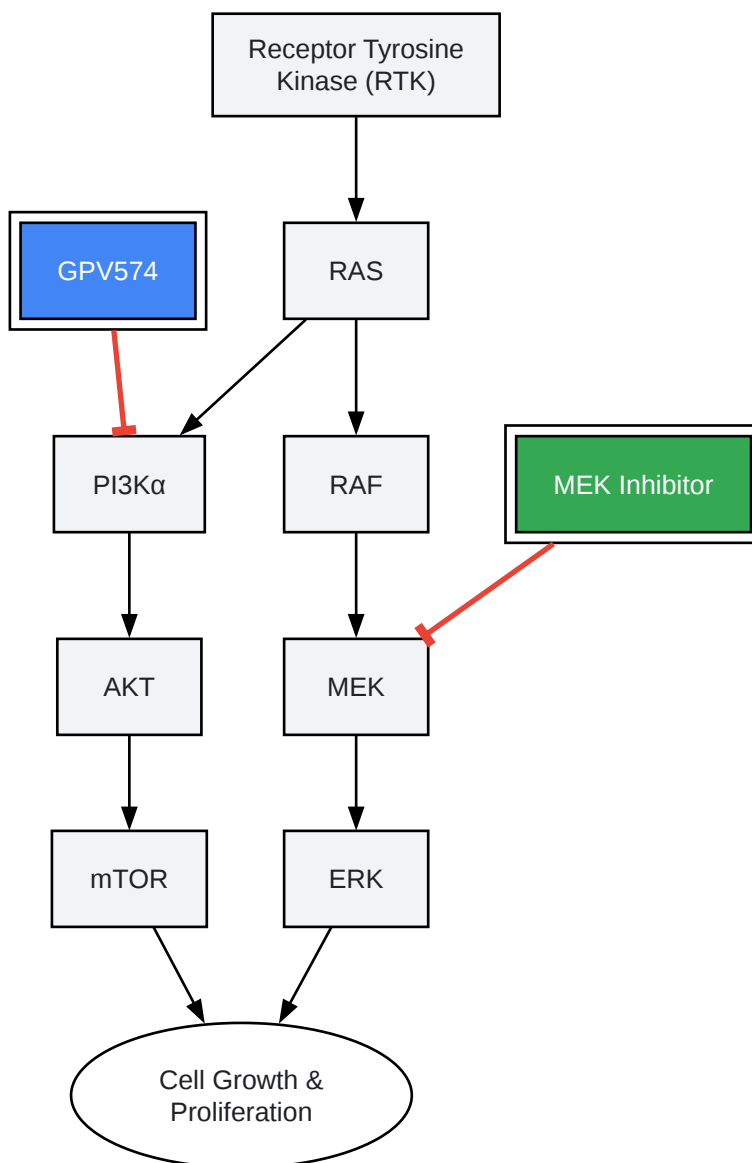 Receptor Tyrosine
Kinase (RTK)
GPV574
RAS
PI3Kα
RAF
MEK Inhibitor
AKT
MEK
mTOR
ERK
Cell Growth &
Proliferation